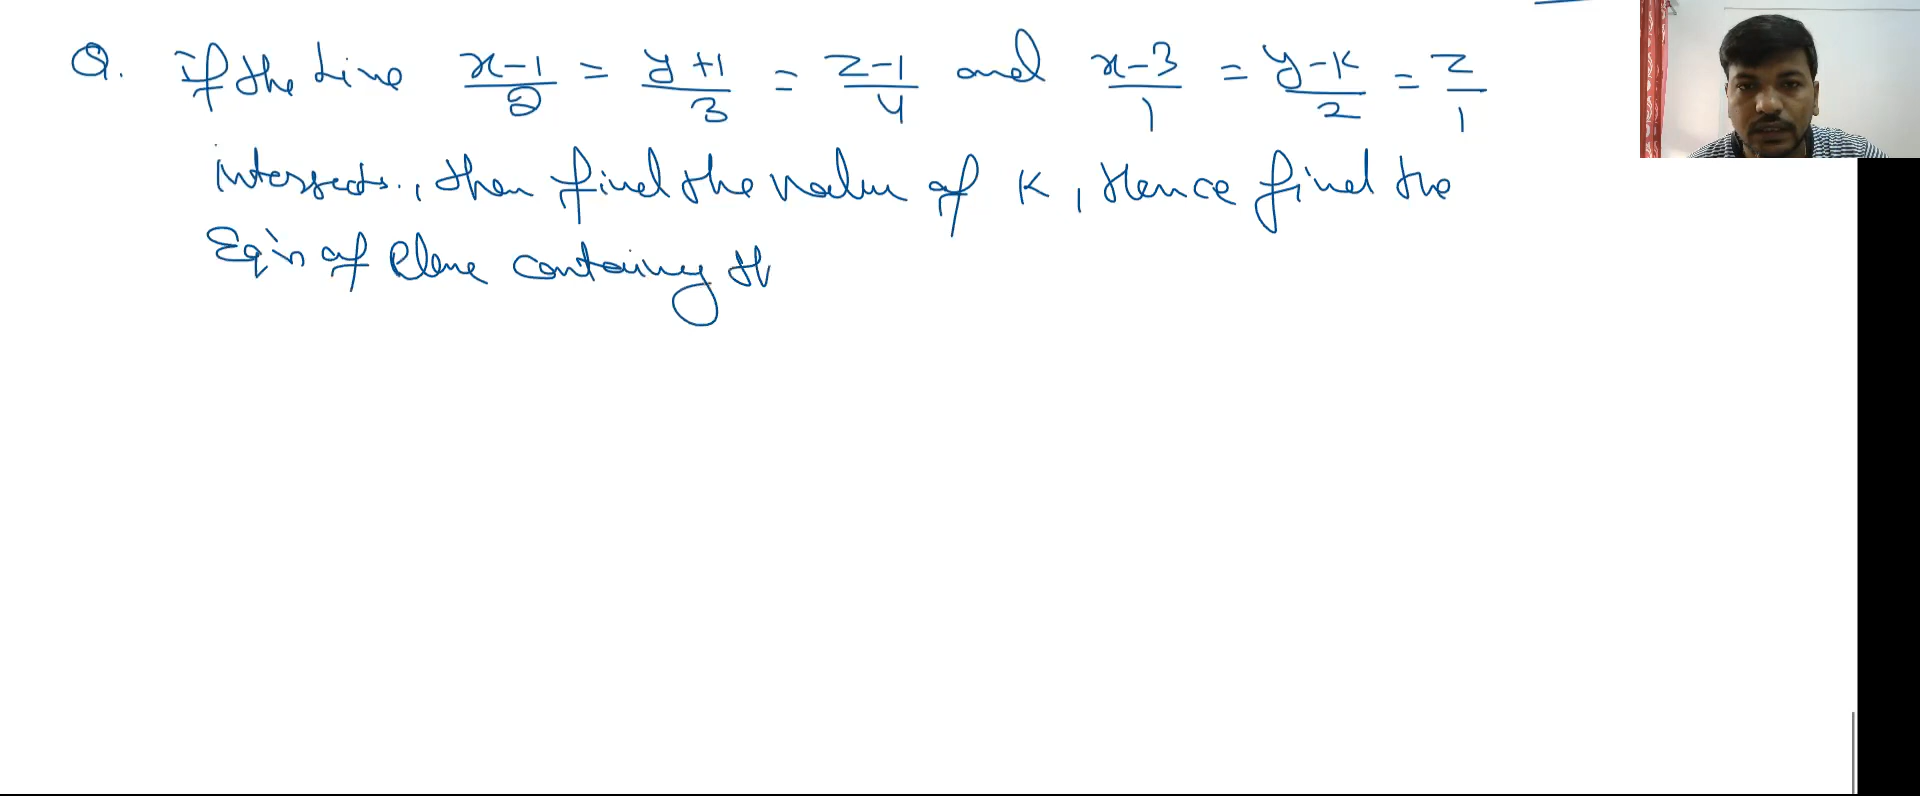 Q. if the Line x-1/2 = y+1/3 = z-1/4 and x-3/1 = y-k/2 = z/1
intersects., then find the value of K, Hence find the
Eq'n of Plane containing th